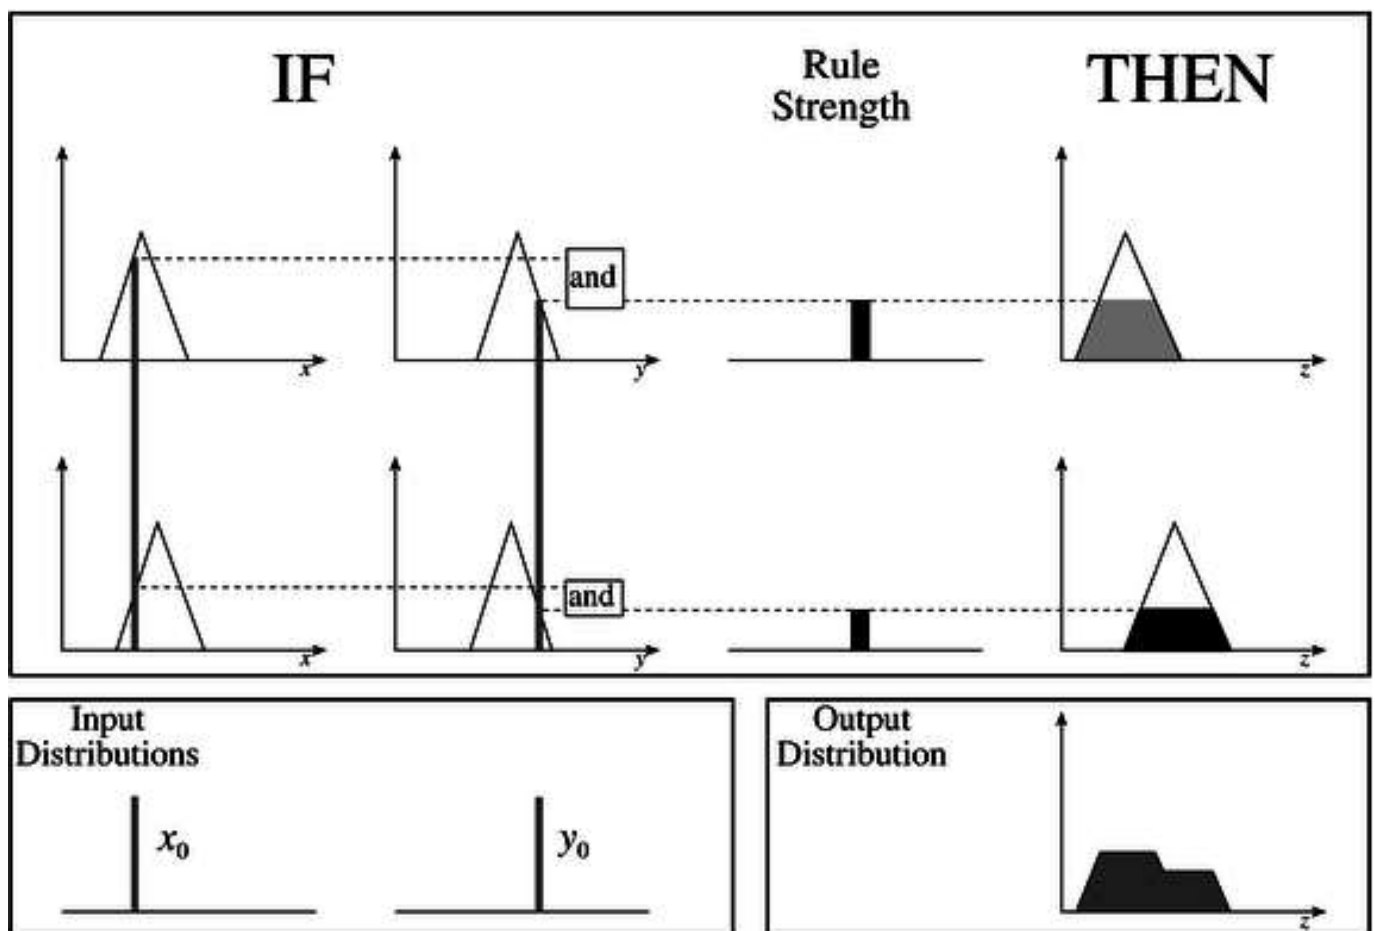 IF
Rule
Strength
THEN
and
x
y
z
and
x
y
z
Input
Distributions
x₀
y₀
Output
Distribution
z